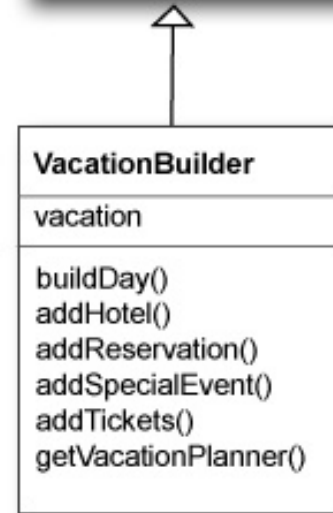 VacationBuilder
vacation
buildDay()
addHotel()
addReservation()
addSpecialEvent()
addTickets()
getVacationPlanner()